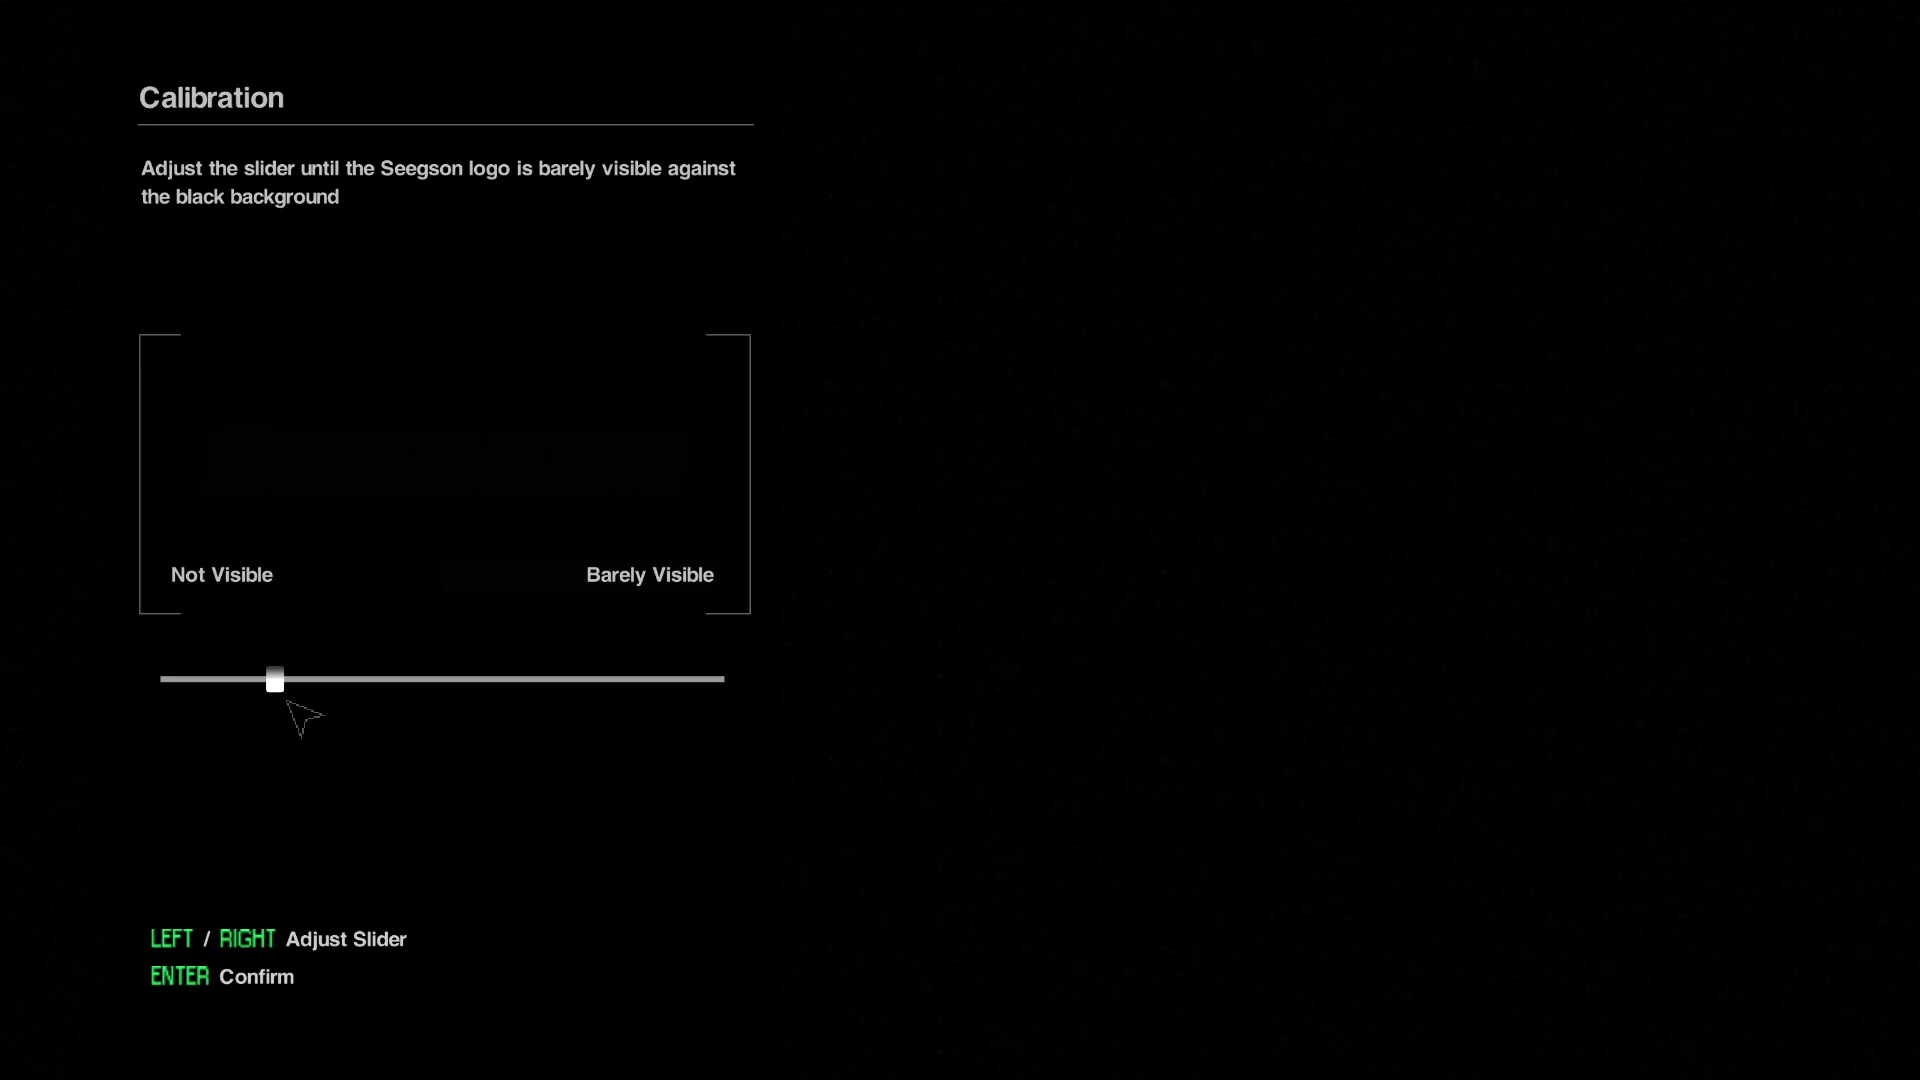 Calibration
Adjust the slider until the Seegson logo is barely visible against
the black background
SEEGSON
Not Visible
Barely Visible
LEFT / RIGHT Adjust Slider
ENTER Confirm